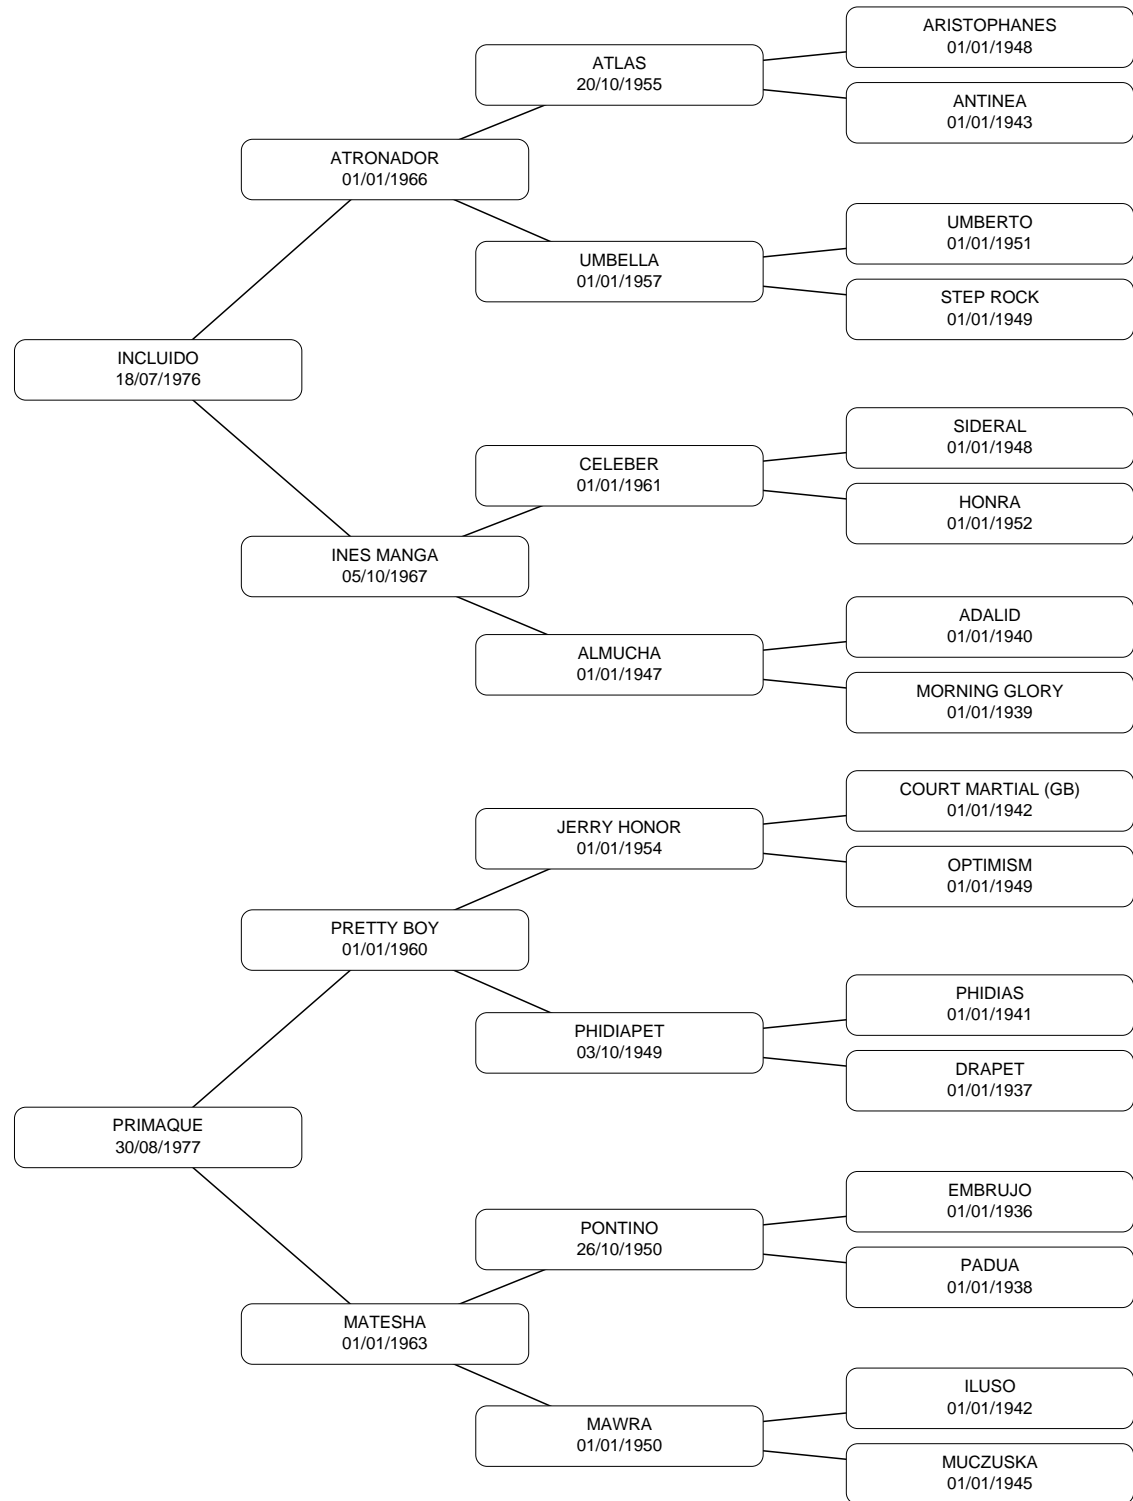 ARISTOPHANES
01/01/1948
ATLAS
20/10/1955
ANTINEA
01/01/1943
ATRONADOR
01/01/1966
UMBERTO
01/01/1951
UMBELLA
01/01/1957
STEP ROCK
01/01/1949
INCLUIDO
18/07/1976
SIDERAL
01/01/1948
CELEBER
01/01/1961
HONRA
01/01/1952
INES MANGA
05/10/1967
ADALID
01/01/1940
ALMUCHA
01/01/1947
MORNING GLORY
01/01/1939
COURT MARTIAL (GB)
01/01/1942
JERRY HONOR
01/01/1954
OPTIMISM
01/01/1949
PRETTY BOY
01/01/1960
PHIDIAS
01/01/1941
PHIDIAPET
03/10/1949
DRAPET
01/01/1937
PRIMAQUE
30/08/1977
EMBRUJO
01/01/1936
PONTINO
26/10/1950
PADUA
01/01/1938
MATESHA
01/01/1963
ILUSO
01/01/1942
MAWRA
01/01/1950
MUCZUSKA
01/01/1945